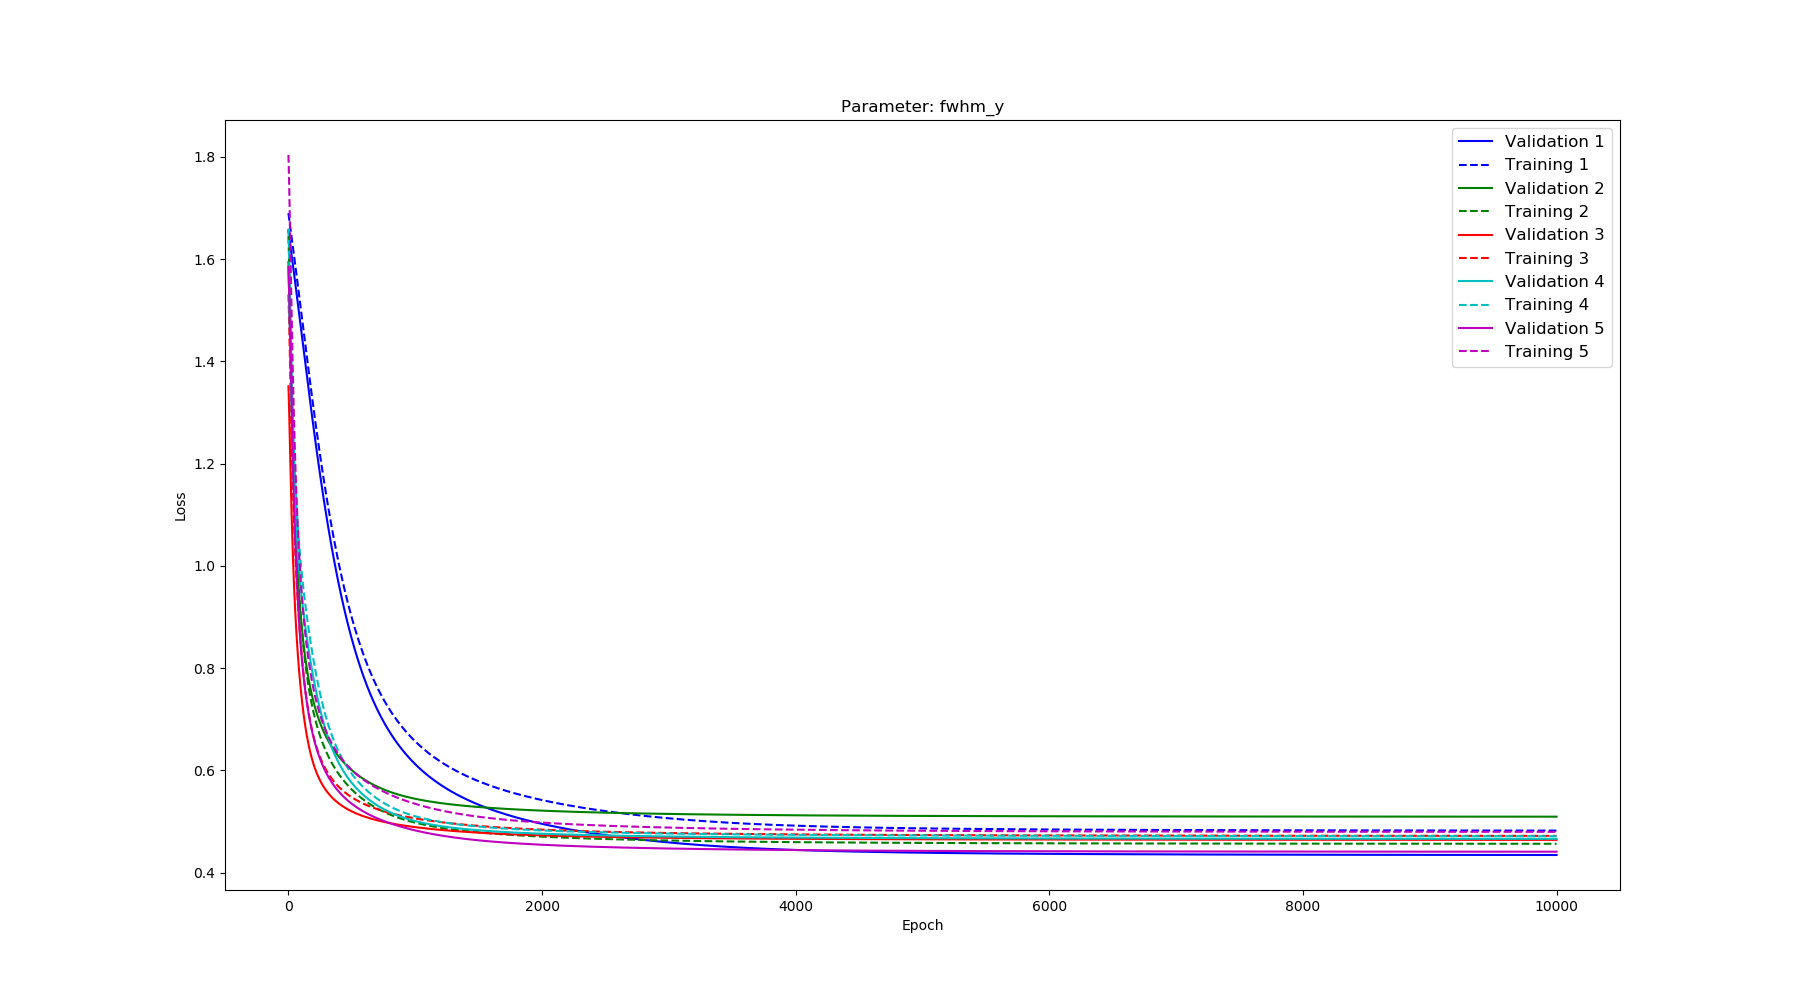 Parameter: fwhm_y
1.8
1.6
1.4
1.2
1.0
0.8
0.6
0.4
Loss
Validation 1
Training 1
Validation 2
Training 2
Validation 3
Training 3
Validation 4
Training 4
Validation 5
Training 5
0 2000 4000 6000 8000 10000
Epoch